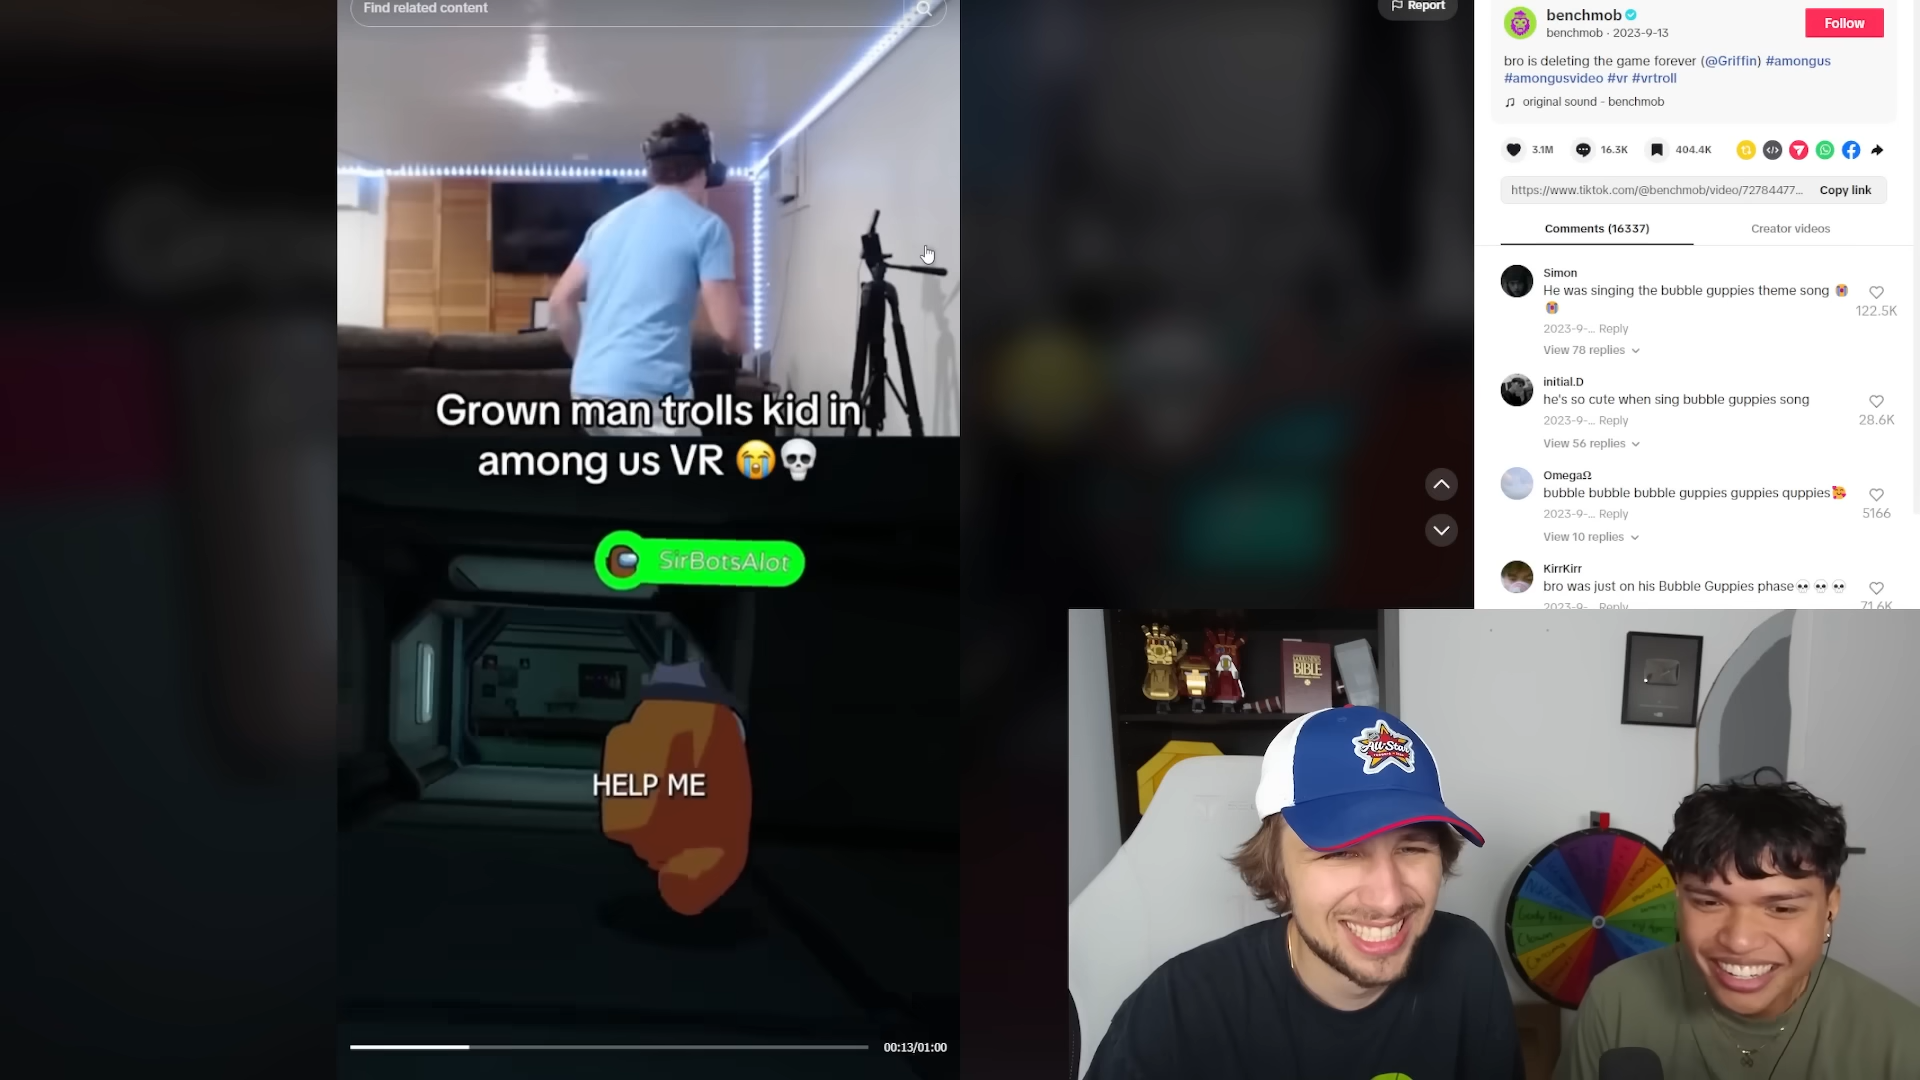 Find related content
Report
Grown man trolls kid in
among us VR 😭💀
SirBotsAlot
HELP ME
00:13/01:00
benchmob
benchmob · 2023-9-13
Follow
bro is deleting the game forever (@Griffin) #amongus
#amongusvideo #vr #vrtroll
original sound - benchmob
3.1M
16.3K
404.4K
https://www.tiktok.com/@benchmob/video/72784477...
Copy link
Comments (16337)
Creator videos
Simon
He was singing the bubble guppies theme song 😭
😭
122.5K
2023-9-... Reply
View 78 replies
initial.D
he's so cute when sing bubble guppies song
28.6K
2023-9-... Reply
View 56 replies
OmegaΩ
bubble bubble bubble guppies guppies quppies🥰
5166
2023-9-... Reply
View 10 replies
KirrKirr
bro was just on his Bubble Guppies phase💀💀💀
71.6K
2023-9-... Reply
BIBLE
All-Star